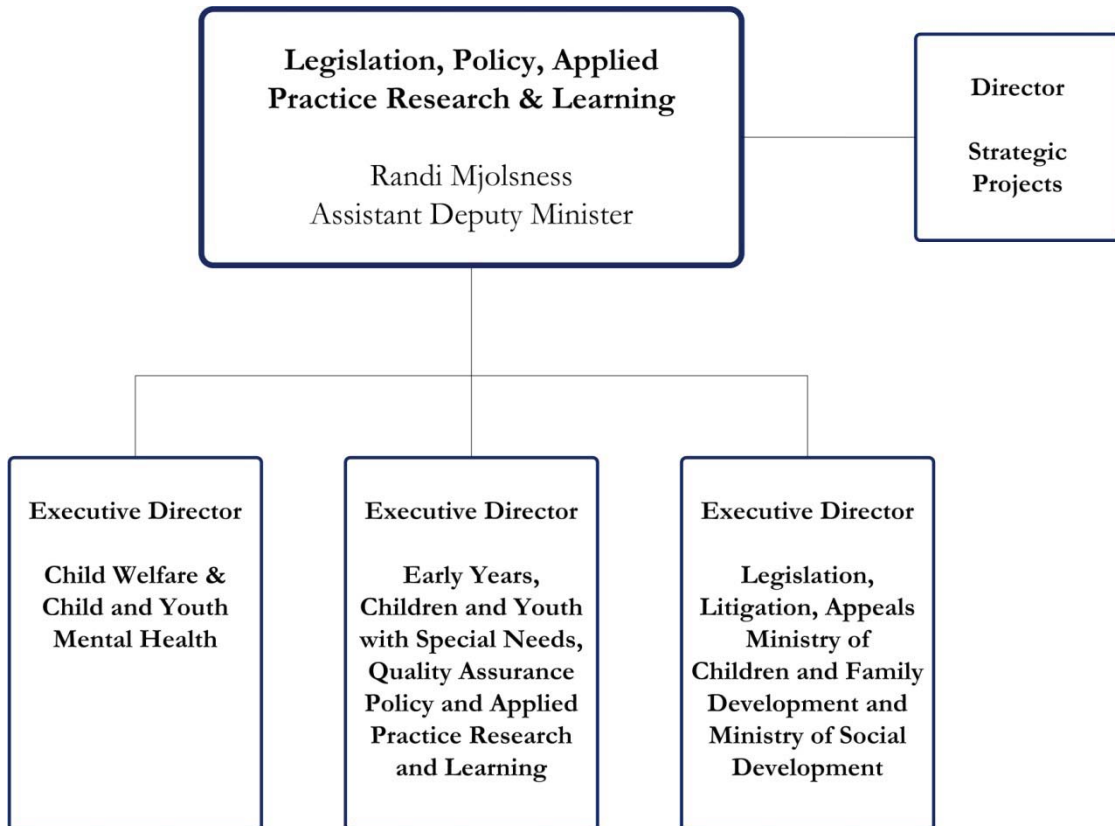 Legislation, Policy, Applied
Practice Research & Learning
Randi Mjolsness
Assistant Deputy Minister
Director
Strategic
Projects
Executive Director
Child Welfare &
Child and Youth
Mental Health
Executive Director
Early Years,
Children and Youth
with Special Needs,
Quality Assurance
Policy and Applied
Practice Research
and Learning
Executive Director
Legislation,
Litigation, Appeals
Ministry of
Children and Family
Development and
Ministry of Social
Development